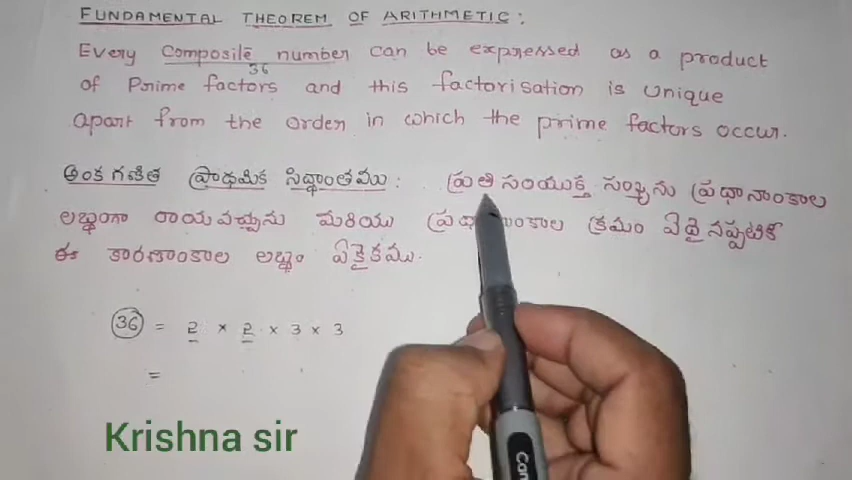 FUNDAMENTAL THEOREM OF ARITHMETIC :
Every Composite number can be expressed as a product
36
of Prime factors and this factorisation is unique
apart from the order in which the prime factors occur.
అంకగణిత ప్రాథమిక సిద్ధాంతము : ప్రతి సంయుక్త సంఖ్యను ప్రధానాంకాల
లబ్ధంగా రాయవచ్చును మరియు క్రమం ఏదైనప్పటికీ
ఈ కారణాంకాల లబ్ధం ఏకైకము.
36 = 2 × 2 × 3 × 3
=
Krishna sir